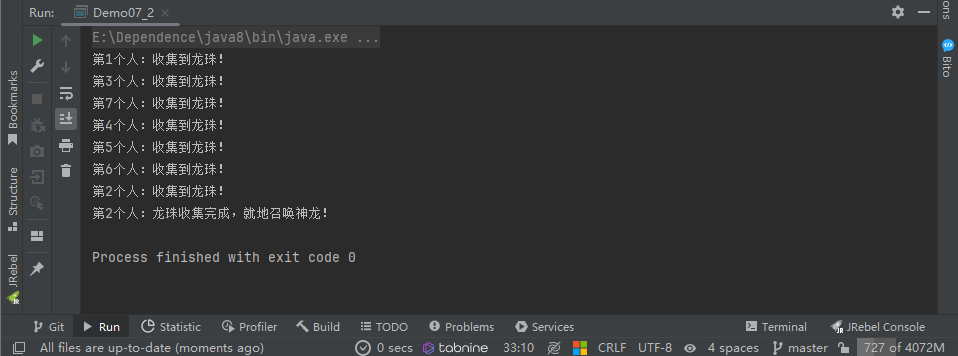 Run:
Demo07_2
E:\Dependence\java8\bin\java.exe ...
第1个人：收集到龙珠！
第3个人：收集到龙珠！
第7个人：收集到龙珠！
第4个人：收集到龙珠！
第5个人：收集到龙珠！
第6个人：收集到龙珠！
第2个人：收集到龙珠！
第2个人：龙珠收集完成，就地召唤神龙！
Process finished with exit code 0
Bookmarks
Structure
JRebel
ons
Bito
Git
Run
Statistic
Profiler
Build
TODO
Problems
Services
Terminal
JRebel Console
All files are up-to-date (moments ago)
0 secs
tabnine
33:10
CRLF
UTF-8
4 spaces
master
727 of 4072M